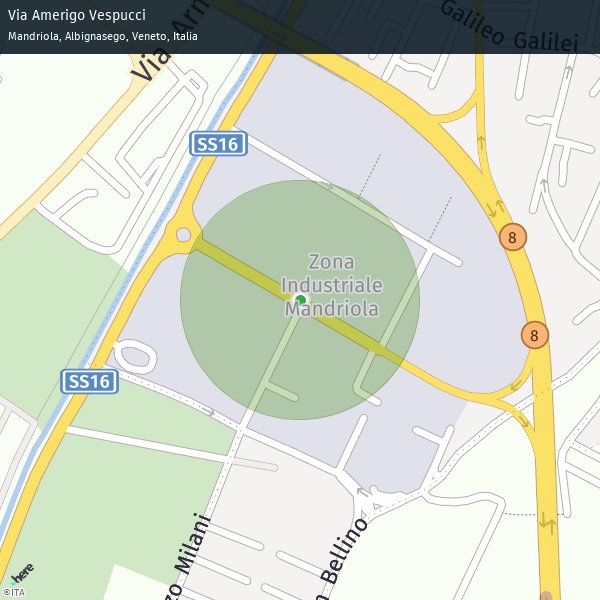 Via Amerigo Vespucci
Mandriola, Albignasego, Veneto, Italia
Galileo Galilei
Via Arm
SS16
8
Zona
Industriale
Mandriola
8
SS16
zo Milani
n Bellino
here
©ITA